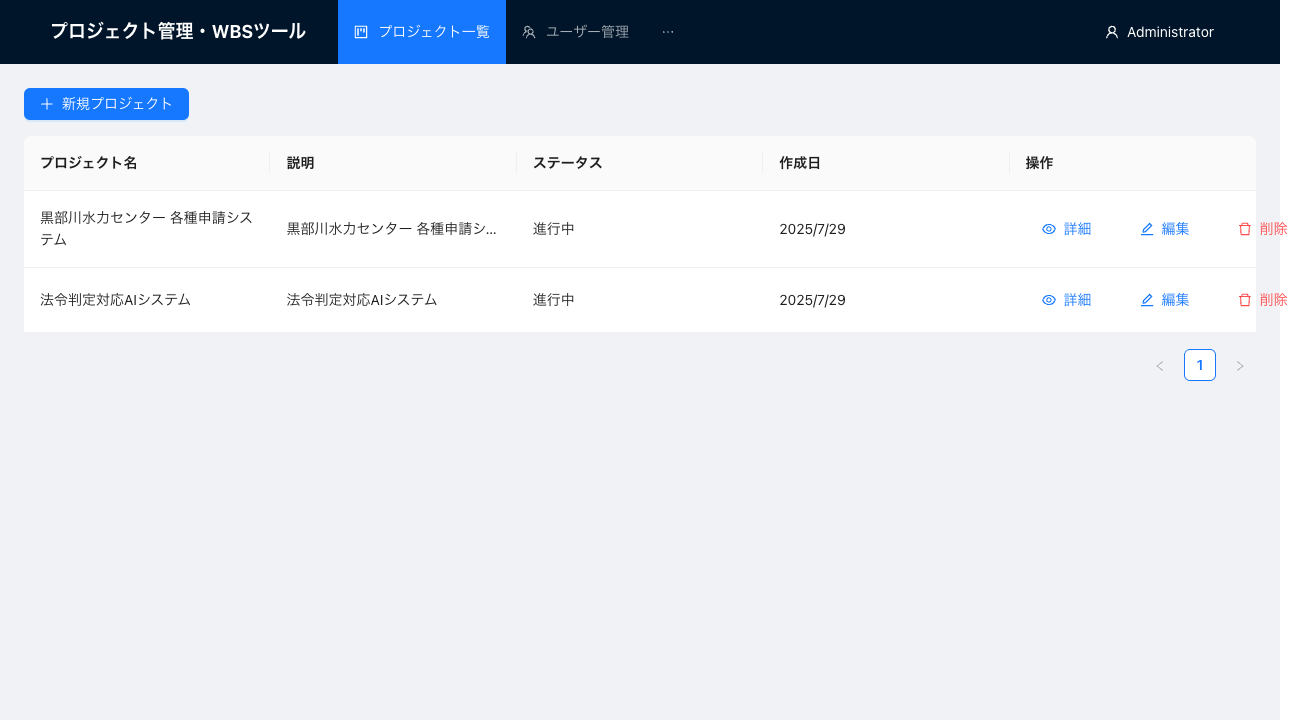 プロジェクト管理・WBSツール
プロジェクト一覧
ユーザー管理
···
Administrator
新規プロジェクト
プロジェクト名
説明
ステータス
作成日
操作
黒部川水力センター 各種申請シス
テム
黒部川水力センター 各種申請シ...
進行中
2025/7/29
詳細
編集
削除
法令判定対応AIシステム
法令判定対応AIシステム
進行中
2025/7/29
詳細
編集
削除
1